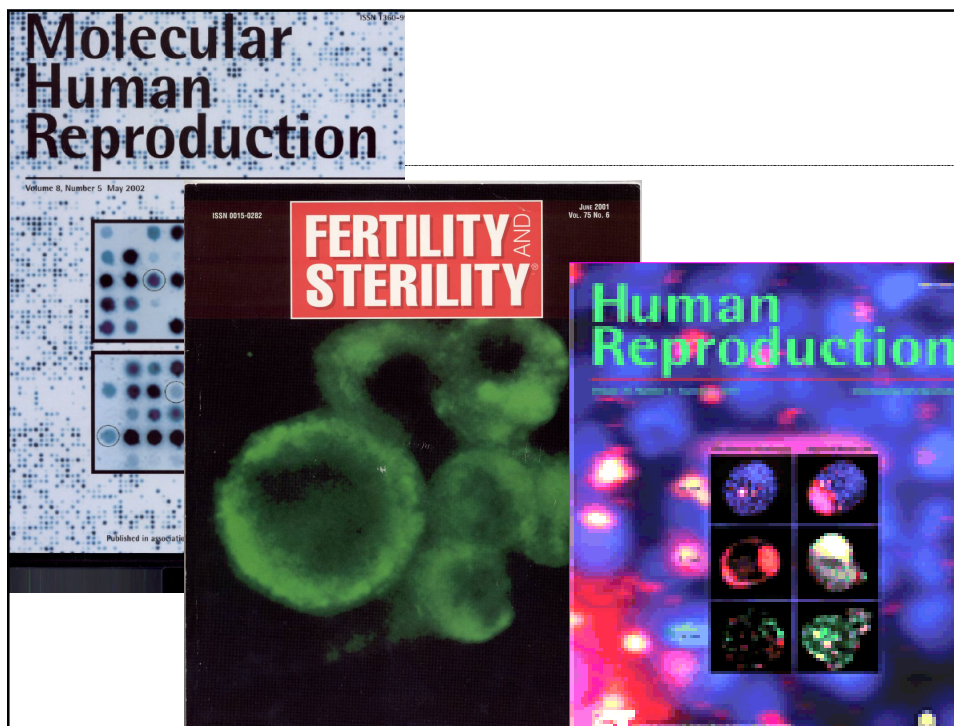 ISSN 1360-9
Molecular
Human
Reproduction
Volume 8, Number 5 May 2002
Published in associatio
ISSN 0015-0282
FERTILITY AND
STERILITY®
JUNE 2001
VOL. 75 NO. 6
Human
Reproduction